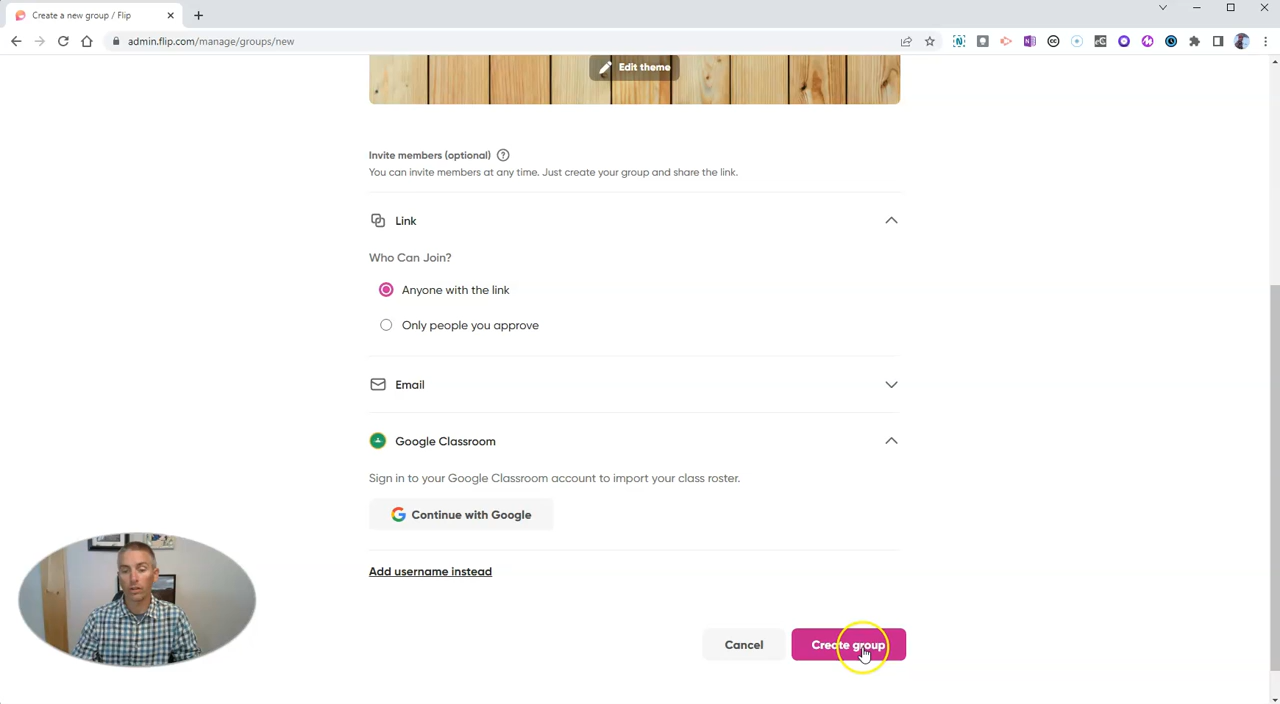 Create a new group / Flip
admin.flip.com/manage/groups/new
Edit theme
Invite members (optional) ?
You can invite members at any time. Just create your group and share the link.
Link
Who Can Join?
Anyone with the link
Only people you approve
Email
Google Classroom
Sign in to your Google Classroom account to import your class roster.
G Continue with Google
Add username instead
Cancel
Create group